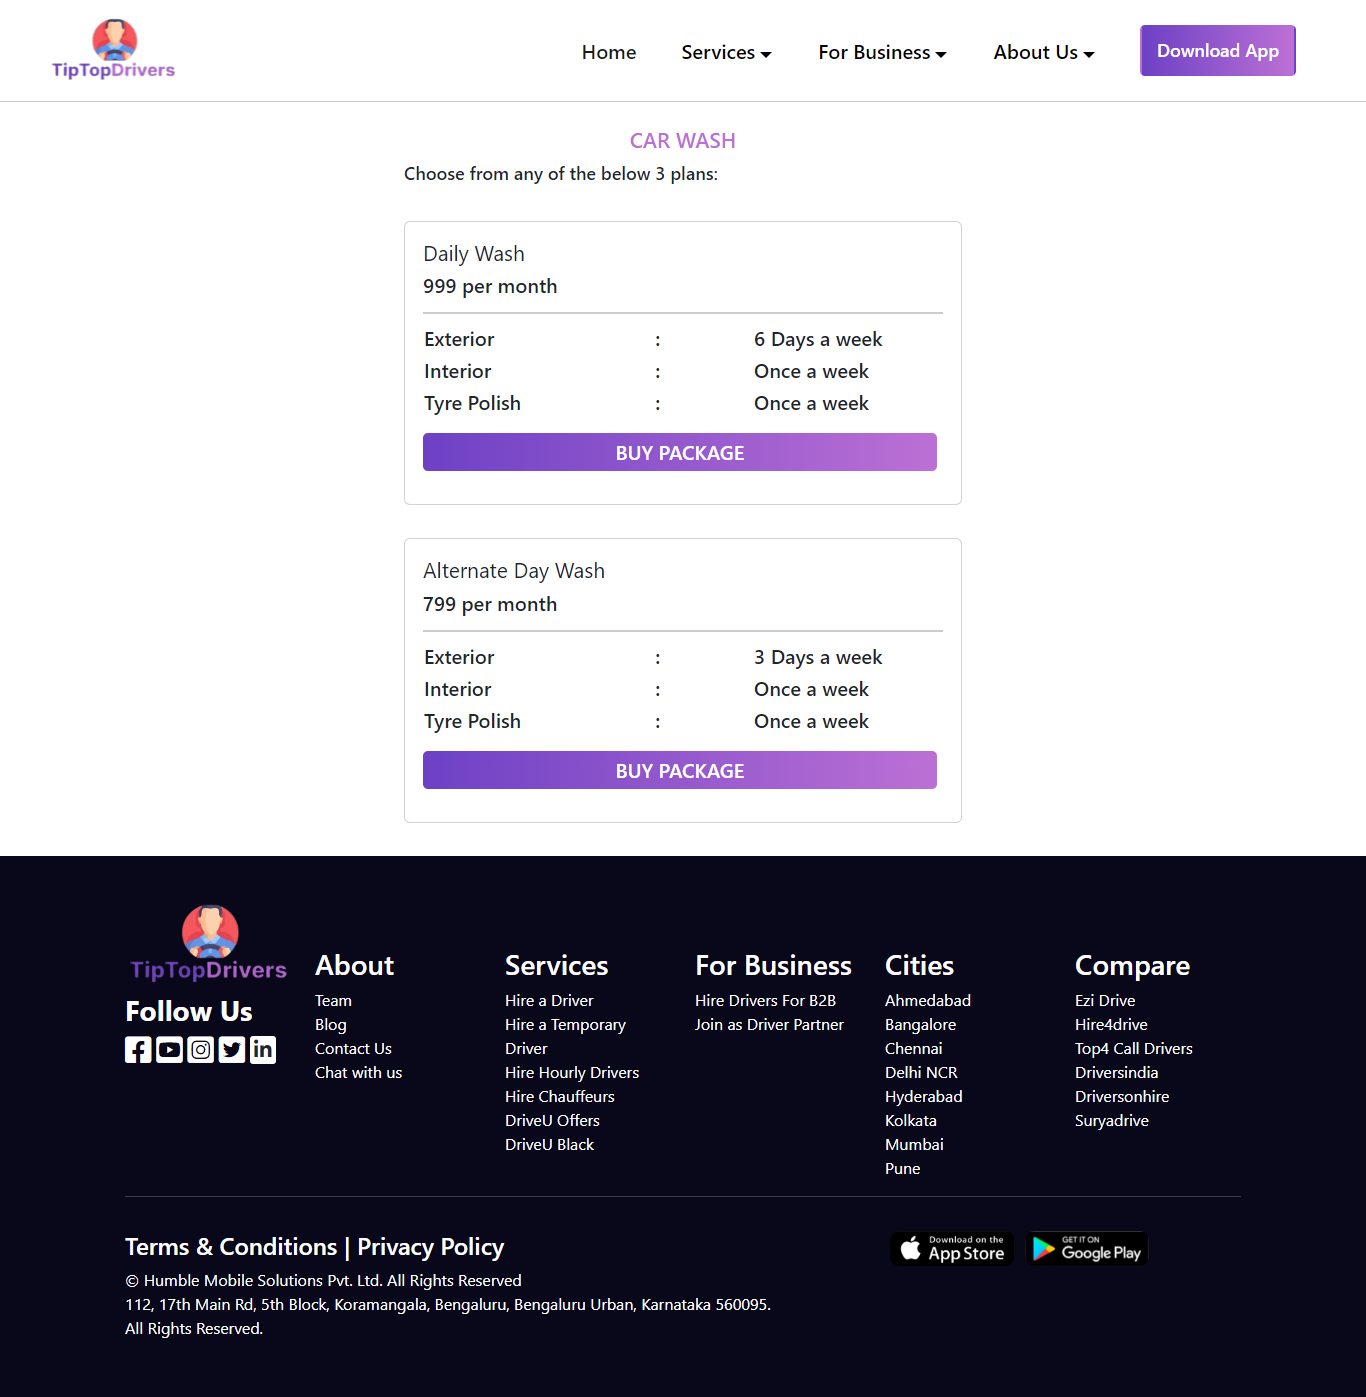 TipTopDrivers
Home Services For Business About Us Download App
CAR WASH
Choose from any of the below 3 plans:
Daily Wash
999 per month
Exterior : 6 Days a week
Interior : Once a week
Tyre Polish : Once a week
BUY PACKAGE
Alternate Day Wash
799 per month
Exterior : 3 Days a week
Interior : Once a week
Tyre Polish : Once a week
BUY PACKAGE
TipTopDrivers
Follow Us
About
Team
Blog
Contact Us
Chat with us
Services
Hire a Driver
Hire a Temporary
Driver
Hire Hourly Drivers
Hire Chauffeurs
DriveU Offers
DriveU Black
For Business
Hire Drivers For B2B
Join as Driver Partner
Cities
Ahmedabad
Bangalore
Chennai
Delhi NCR
Hyderabad
Kolkata
Mumbai
Pune
Compare
Ezi Drive
Hire4drive
Top4 Call Drivers
Driversindia
Driversonhire
Suryadrive
Terms & Conditions | Privacy Policy
© Humble Mobile Solutions Pvt. Ltd. All Rights Reserved
112, 17th Main Rd, 5th Block, Koramangala, Bengaluru, Bengaluru Urban, Karnataka 560095.
All Rights Reserved.
Download on the
App Store
GET IT ON
Google Play